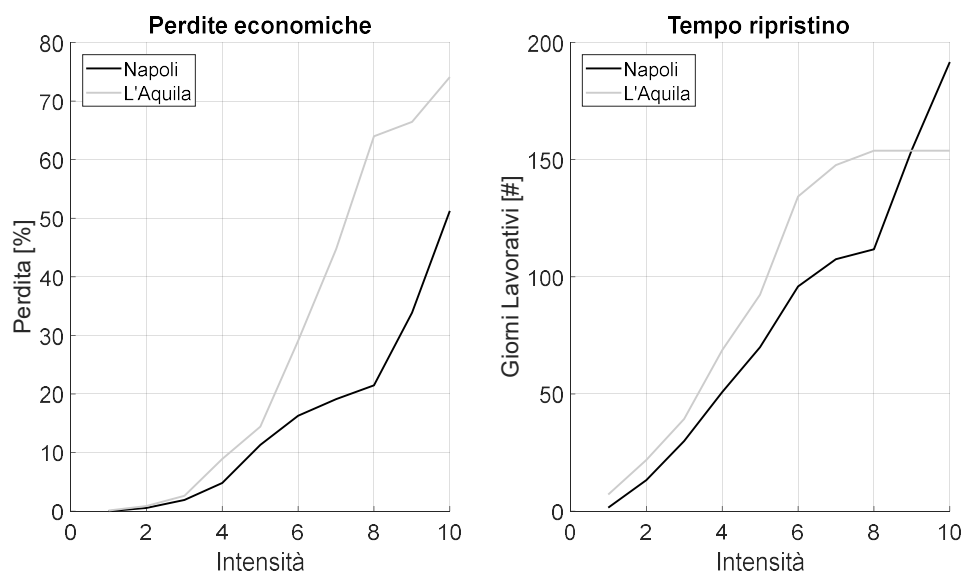 Perdite economiche
80
70
60
50
40
30
20
10
0
Perdita [%]
Napoli
L'Aquila
0 2 4 6 8 10
Intensità
Tempo ripristino
200
150
100
50
0
Giorni Lavorativi [#]
Napoli
L'Aquila
0 2 4 6 8 10
Intensità